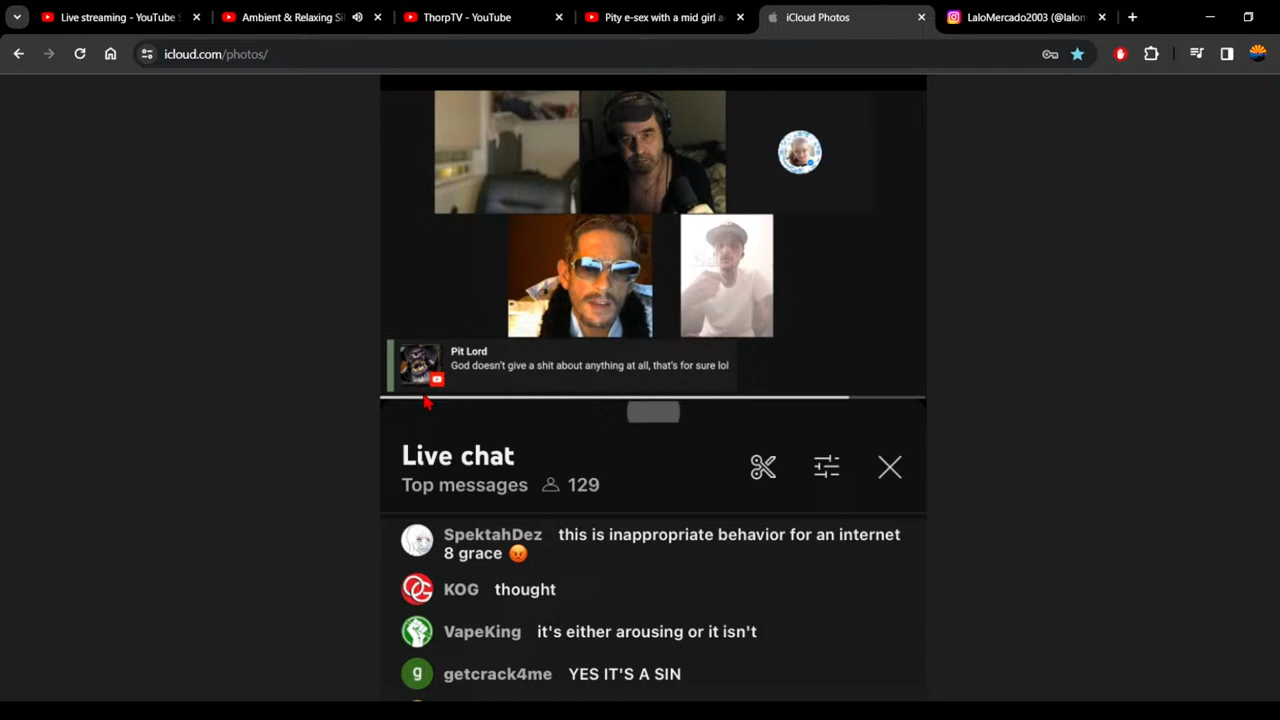 Live streaming - YouTube S
Ambient & Relaxing Si
ThorpTV - YouTube
Pity e-sex with a mid girl a
iCloud Photos
LaloMercado2003 (@lalom
icloud.com/photos/
Pit Lord
God doesn't give a shit about anything at all, that's for sure lol
Live chat
Top messages 129
SpektahDez this is inappropriate behavior for an internet
8 grace 😡
KOG thought
VapeKing it's either arousing or it isn't
g getcrack4me YES IT'S A SIN